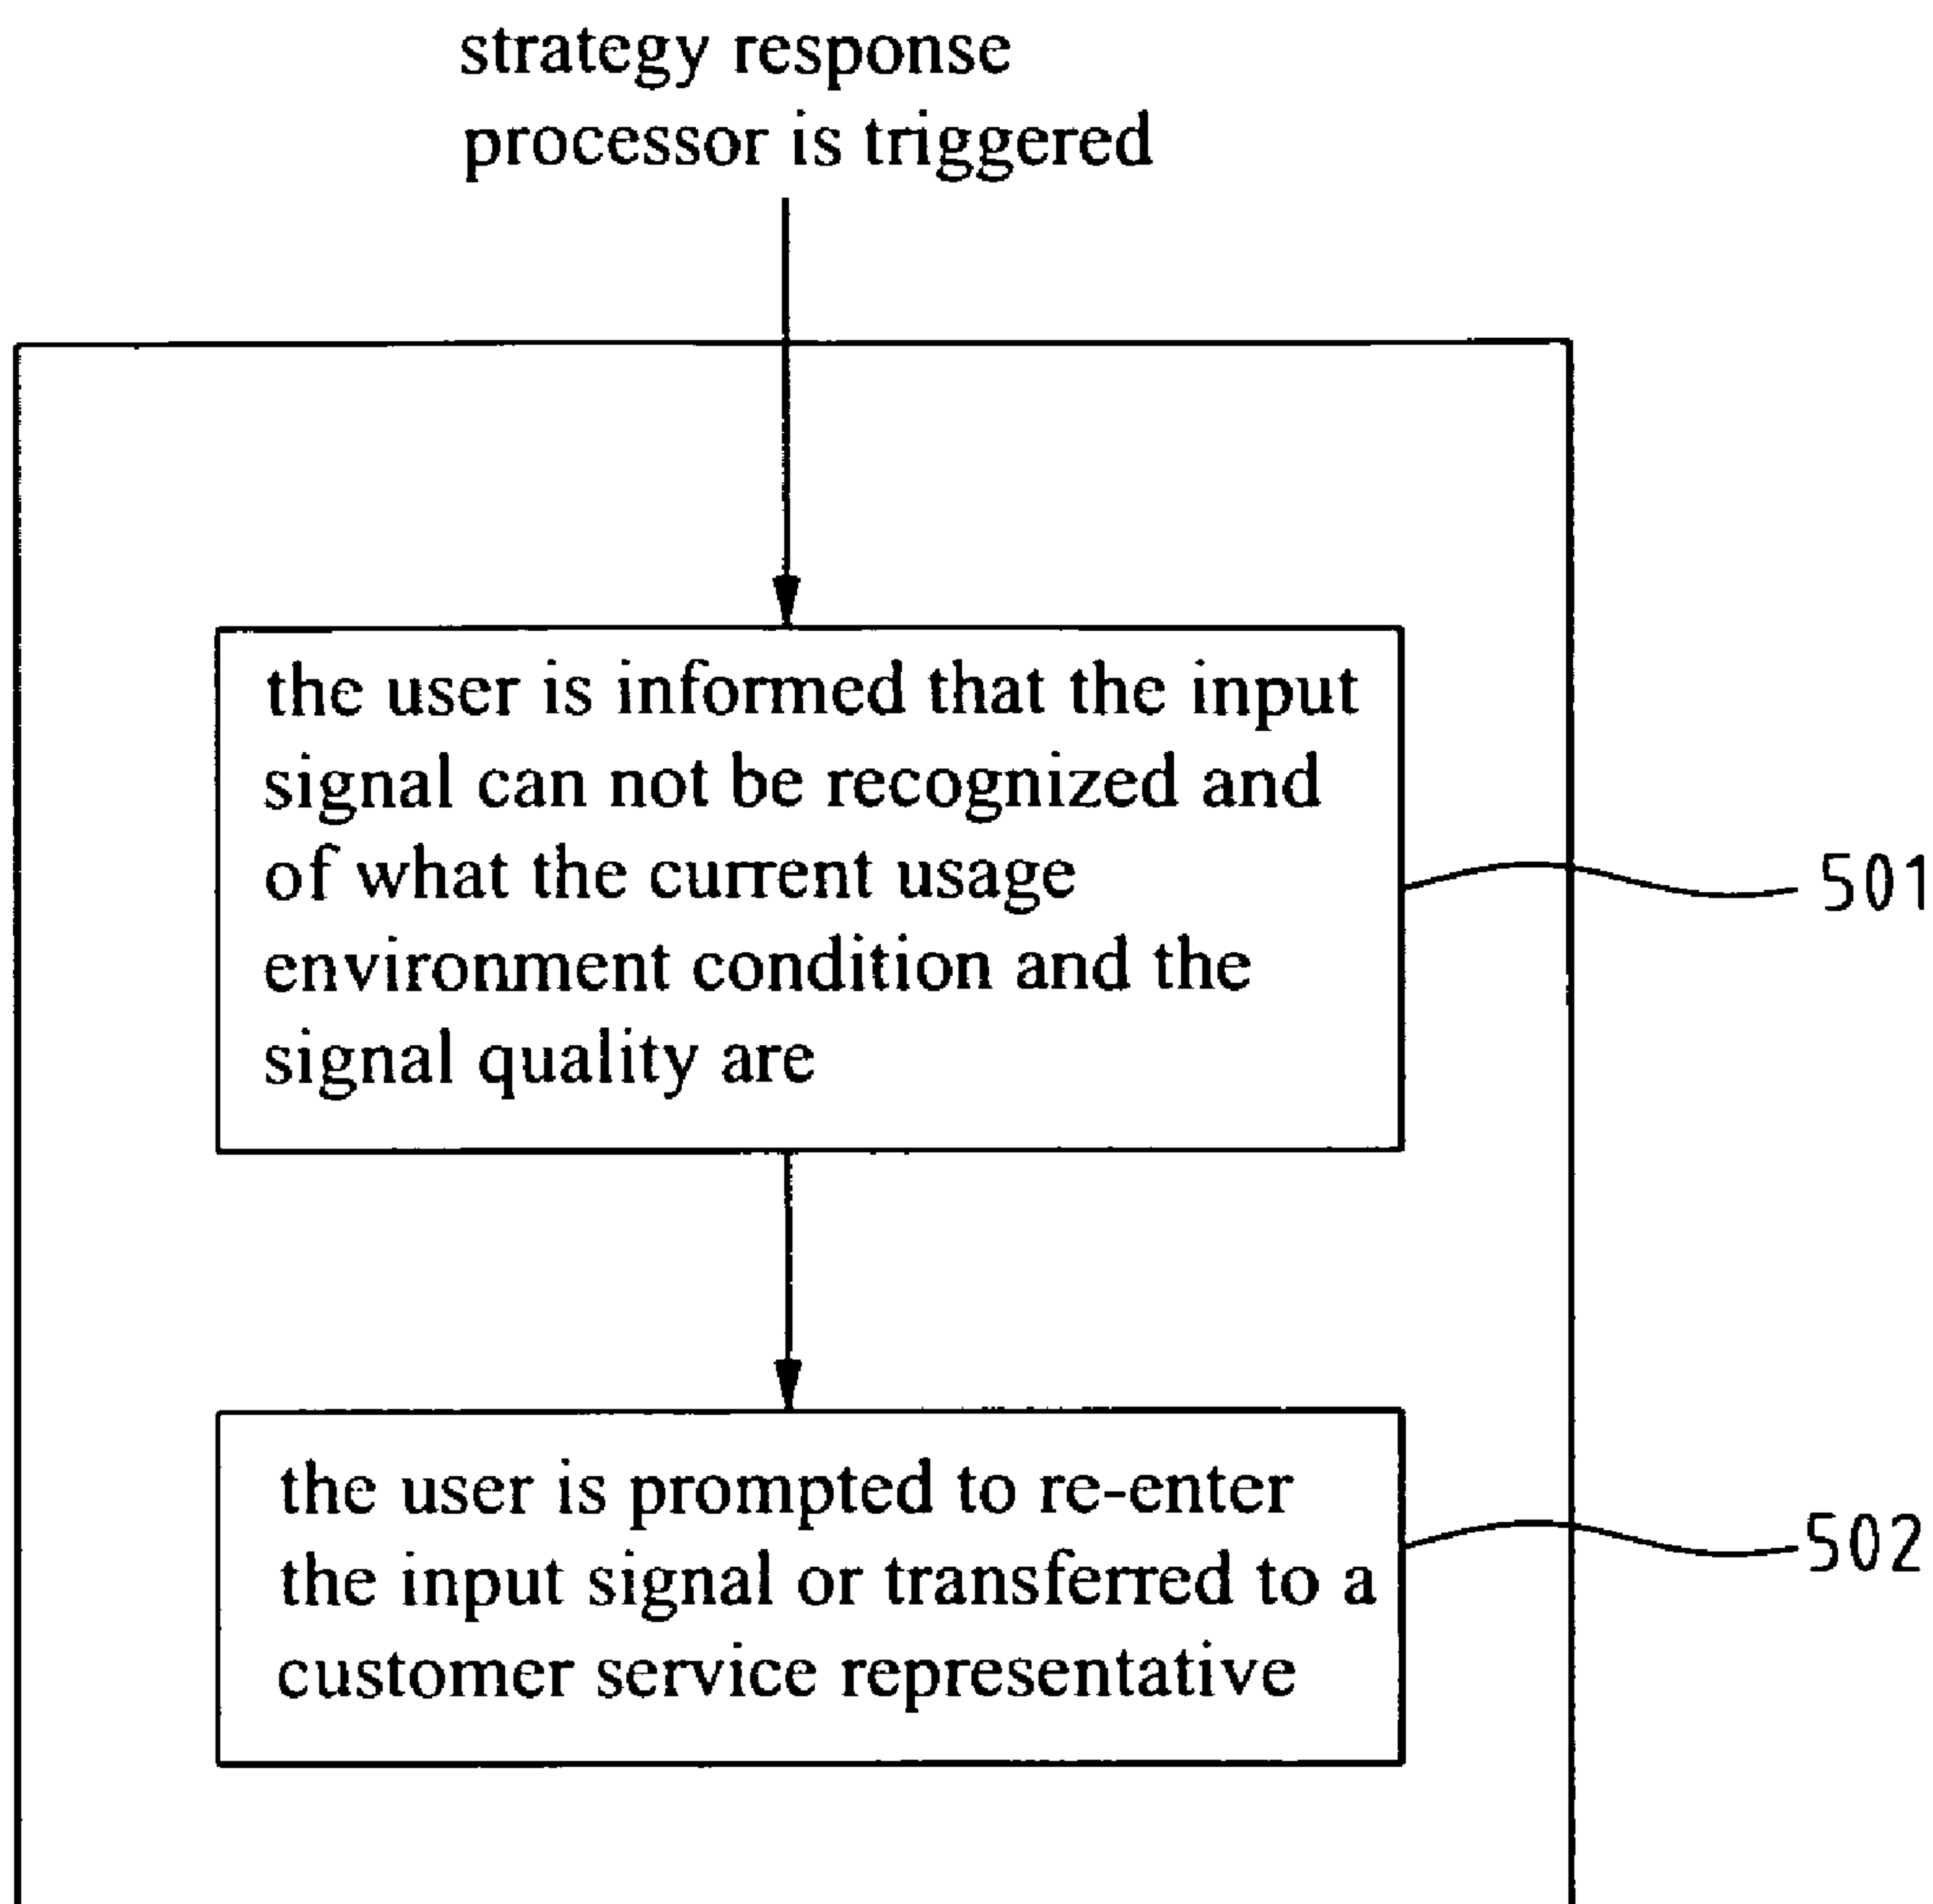 strategy response
processor is triggered
the user is informed that the input
signal can not be recognized and
of what the current usage
environment condition and the
signal quality are
501
the user is prompted to re-enter
the input signal or transferred to a
customer service representative
502